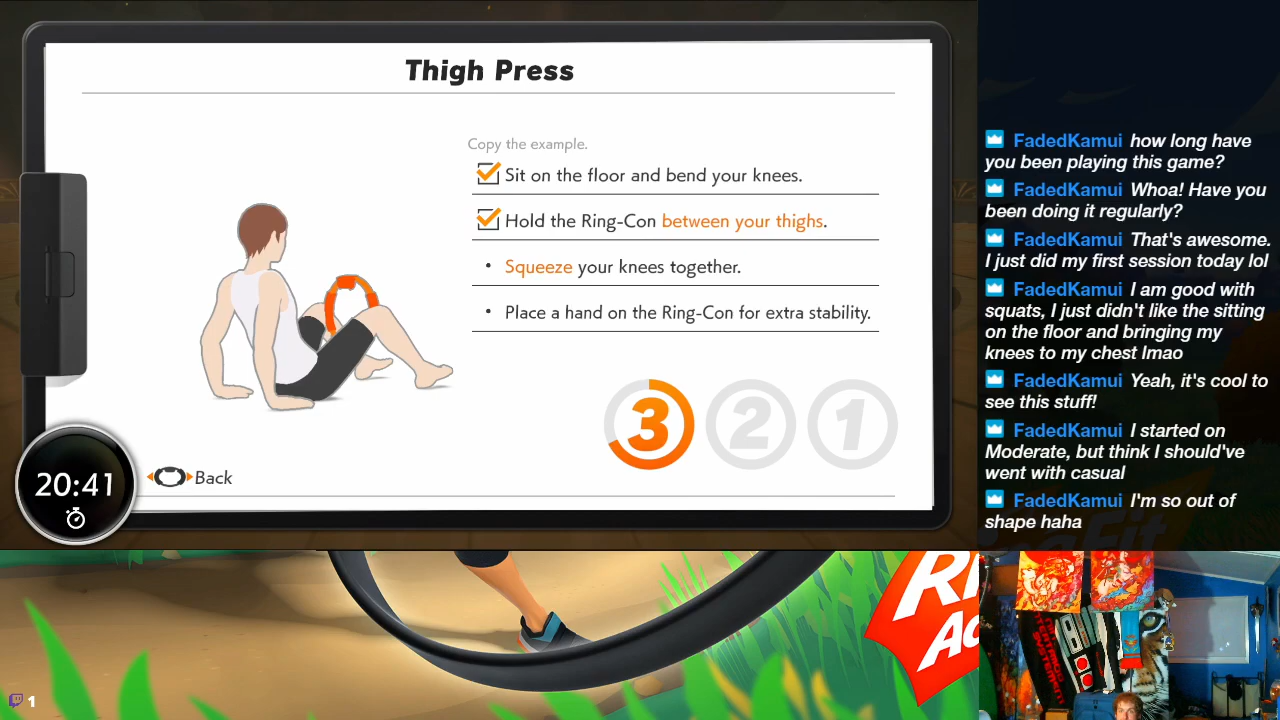 Thigh Press
Copy the example.
Sit on the floor and bend your knees.
Hold the Ring-Con between your thighs.
• Squeeze your knees together.
• Place a hand on the Ring-Con for extra stability.
3 2 1
20:41
Back
FadedKamui how long have
you been playing this game?
FadedKamui Whoa! Have you
been doing it regularly?
FadedKamui That's awesome.
I just did my first session today lol
FadedKamui I am good with
squats, I just didn't like the sitting
on the floor and bringing my
knees to my chest lmao
FadedKamui Yeah, it's cool to
see this stuff!
FadedKamui I started on
Moderate, but think I should've
went with casual
FadedKamui I'm so out of
shape haha
1